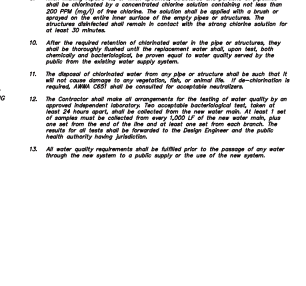 shall be chlorinated by a concentrated chlorine solution containing not less than
200 PPM (mg/l) of free chlorine. The solution shall be applied with a brush or
sprayed on the entire inner surface of the empty pipes or structures. The
structures disinfected shall remain in contact with the strong chlorine solution for
at least 30 minutes.
10. After the required retention of chlorinated water in the pipe or structures, they
shall be thoroughly flushed until the replacement water shall, upon test, both
chemically and bacteriological, be proven equal to water quality served by the
public from the existing water supply system.
11. The disposal of chlorinated water from any pipe or structure shall be such that it
will not cause damage to any vegetation, fish, or animal life. If de-chlorination is
required, AWWA C651 shall be consulted for acceptable neutralizers.
12. The Contractor shall make all arrangements for the testing of water quality by an
approved independent laboratory. Two acceptable bacteriological test, taken at
least 24 hours apart, shall be collected from the new water main. At least 1 set
of samples must be collected from every 1,000 LF of the new water main, plus
one set from the end of the line and at least one set from each branch. The
results for all tests shall be forwarded to the Design Engineer and the public
health authority having jurisdiction.
13. All water quality requirements shall be fulfilled prior to the passage of any water
through the new system to a public supply or the use of the new system.